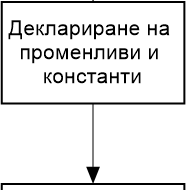 Деклариране на
променливи и
константи